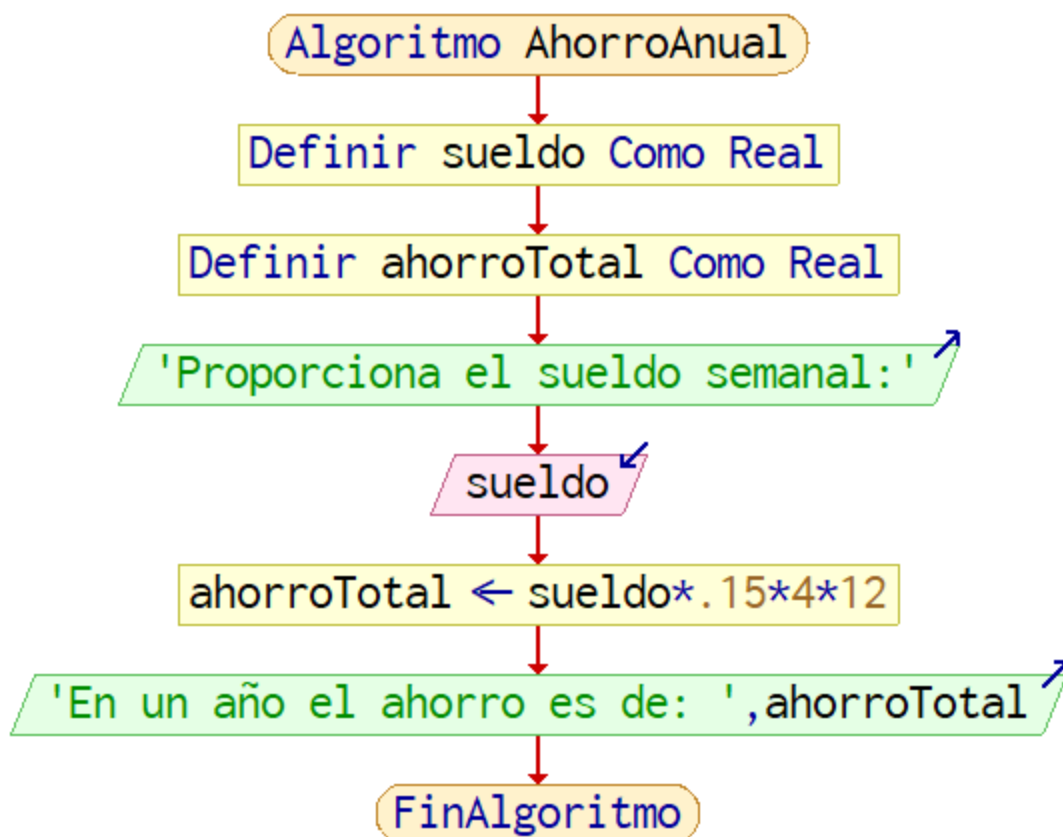 Algoritmo AhorroAnual
Definir sueldo Como Real
Definir ahorroTotal Como Real
'Proporciona el sueldo semanal:'
sueldo
ahorroTotal ← sueldo*.15*4*12
'En un año el ahorro es de: ',ahorroTotal
FinAlgoritmo